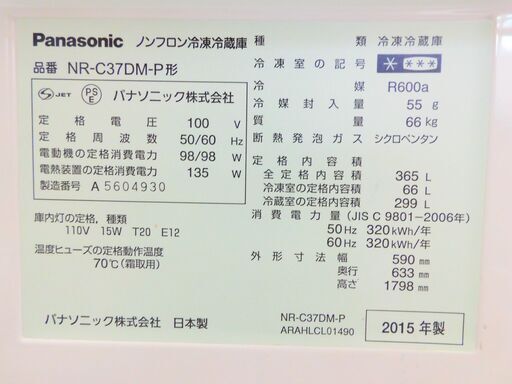 Panasonic ノンフロン冷凍冷蔵庫
品番 NR-C37DM-P形
JET PS E パナソニック株式会社
定格電圧 100 V
定格周波数 50/60 Hz
電動機の定格消費電力 98/98 W
電熱装置の定格消費電力 135 W
製造番号 A 5604930
庫内灯の定格，種類
110V 15W T20 E12
温度ヒューズの定格動作温度
70℃(霜取用)
パナソニック株式会社 日本製
種類 冷凍冷蔵庫
冷凍室の記号 * ***
冷媒 R600a
冷媒封入量 55 g
質量 66 kg
断熱発泡ガス シクロペンタン
定格内容積
全定格内容積 365 L
冷凍室の定格内容積 66 L
冷蔵室の定格内容積 299 L
消費電力量(JIS C 9801-2006年)
50Hz 320 kWh/年
60Hz 320 kWh/年
外形寸法 幅 590 mm
奥行 633 mm
高さ 1798 mm
NR-C37DM-P
ARAHLCL01490
2015 年製